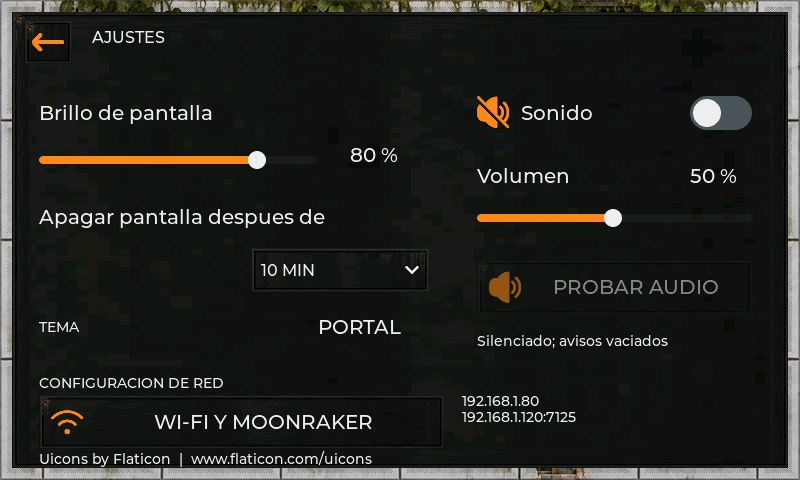 AJUSTES
Brillo de pantalla
80 %
Apagar pantalla despues de
10 MIN
TEMA
PORTAL
CONFIGURACION DE RED
WI-FI Y MOONRAKER
Uicons by Flaticon | www.flaticon.com/uicons
Sonido
Volumen
50 %
PROBAR AUDIO
Silenciado; avisos vaciados
192.168.1.80
192.168.1.120:7125